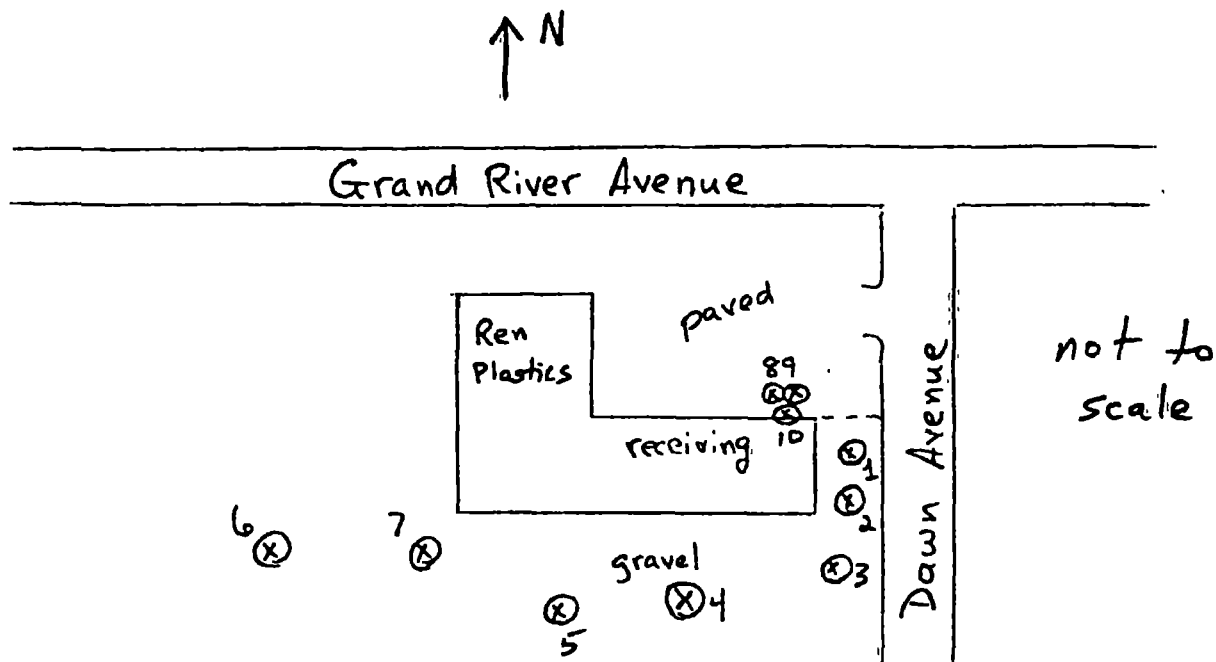 N
Grand River Avenue
paved
Ren
Plastics
not to
scale
89
10
receiving
1
2
Dawn Avenue
6
7
gravel
3
4
5